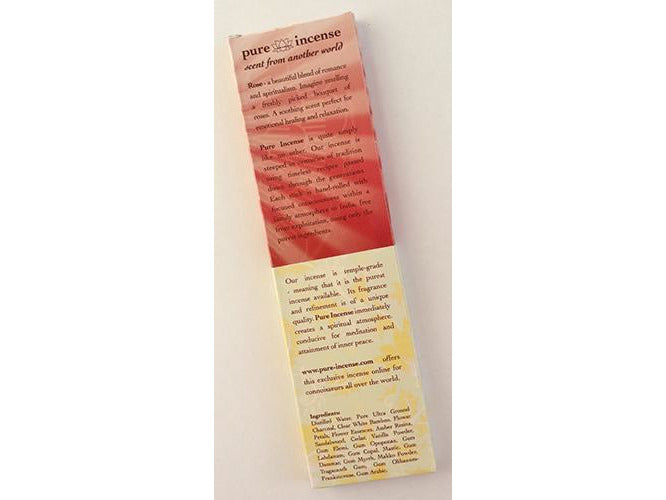 pure incense
scent from another world
Rose - a beautiful blend of romance
and spiritualism. Imagine smelling
a freshly picked bouquet of
roses. A soothing scent perfect for
emotional healing and relaxation.
Pure Incense is quite simply
like no other. Our incense is
steeped in centuries of tradition
using timeless recipes passed
down through the generations.
Each stick is hand-rolled with
focused consciousness within a
family atmosphere in India, free
from exploitation, using only the
purest ingredients.
Our incense is temple-grade
- meaning that it is the purest
incense available. Its fragrance
and refinement is of a unique
quality. Pure Incense immediately
creates a spiritual atmosphere,
conducive for meditation and
attainment of inner peace.
www.pure-incense.com offers
this exclusive incense online for
connoisseurs all over the world.
Ingredients:
Distilled Water, Pure Ultra Ground
Charcoal, Clear White Bamboo, Flower
Petals, Flower Essences, Amber Resins,
Sandalwood, Cedar, Vanilla Powder,
Gum Elemi, Gum Opoponax, Gum
Labdanum, Gum Copal, Mastic, Gum
Dammar, Gum Myrrh, Makko Powder,
Tragacanth Gum, Gum Olibanum-
Frankincense, Gum Arabic.